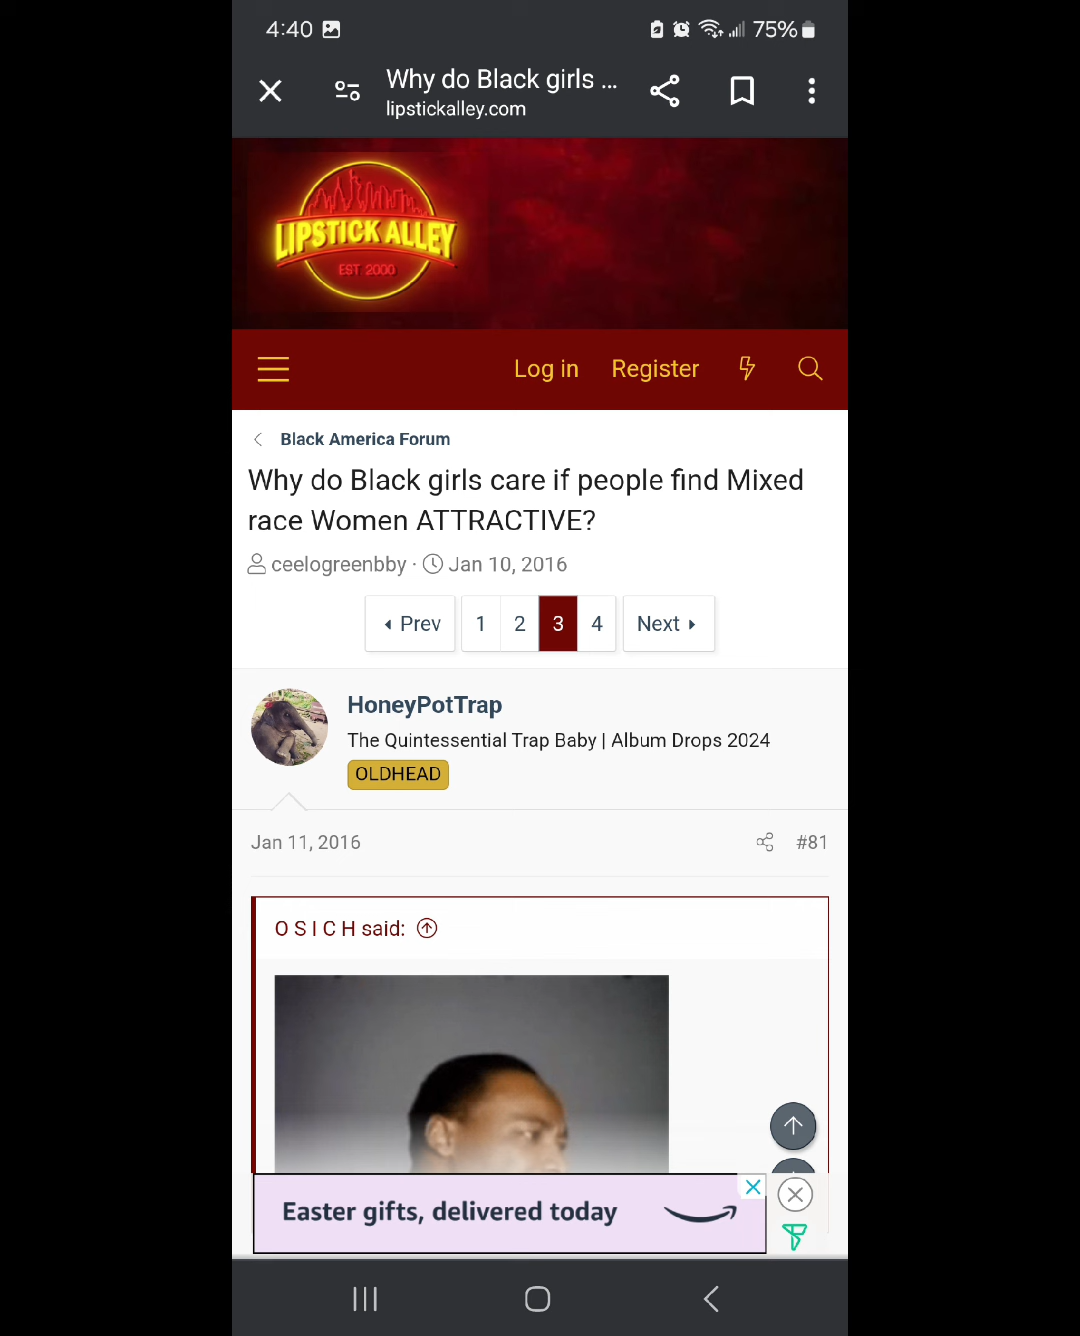 4:40 75%
Why do Black girls ...
lipstickalley.com
LIPSTICK ALLEY
EST 2000
Log in Register
Black America Forum
Why do Black girls care if people find Mixed
race Women ATTRACTIVE?
ceelogreenbby · Jan 10, 2016
Prev 1 2 3 4 Next
HoneyPotTrap
The Quintessential Trap Baby | Album Drops 2024
OLDHEAD
Jan 11, 2016 #81
O S I C H said:
Easter gifts, delivered today